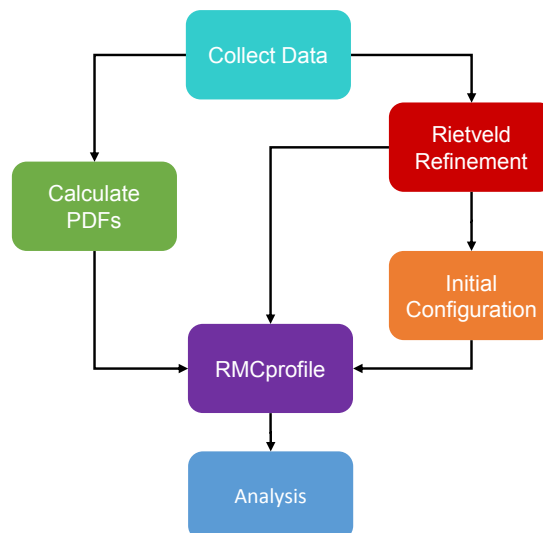 Collect Data
Rietveld
Refinement
Calculate
PDFs
Initial
Configuration
RMCprofile
Analysis